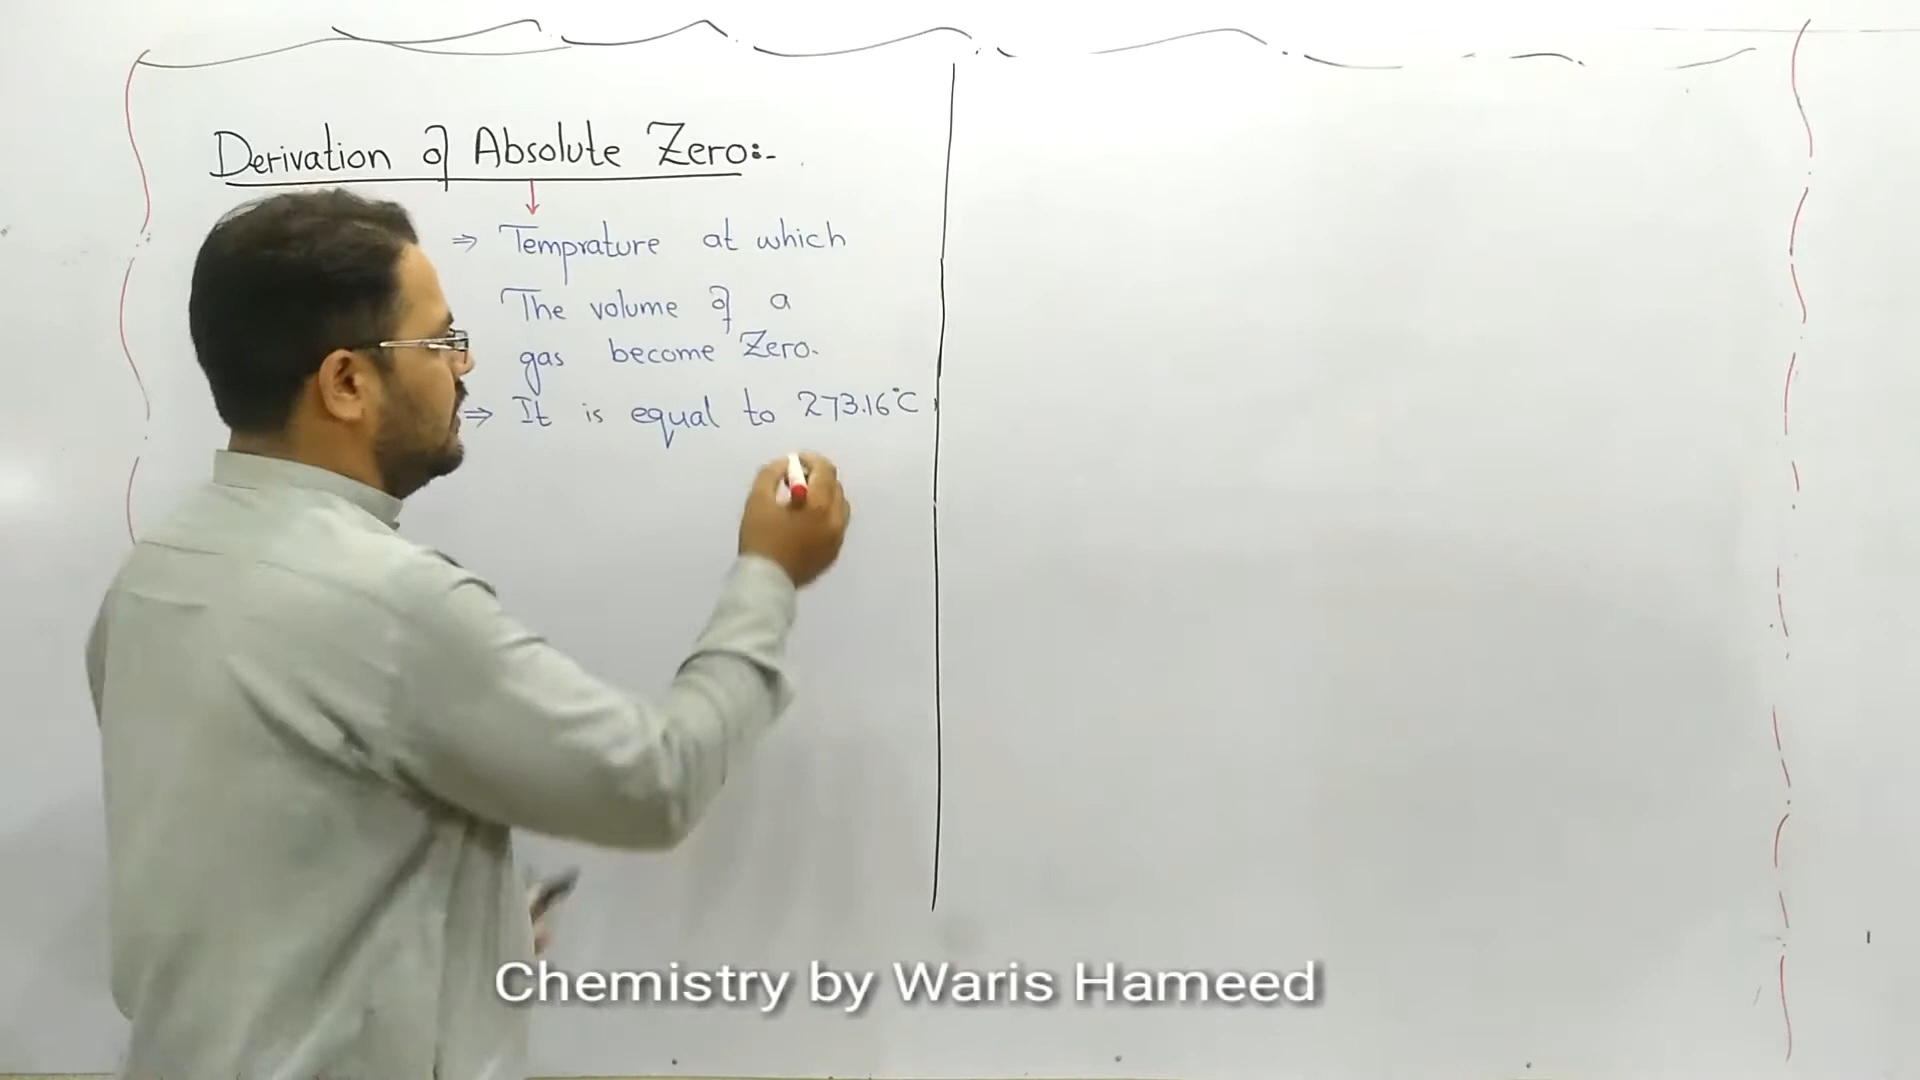 Derivation of Absolute Zero:-
⇒ Temprature at which
The volume of a
gas become Zero.
⇒ It is equal to 273.16°C
Chemistry by Waris Hameed